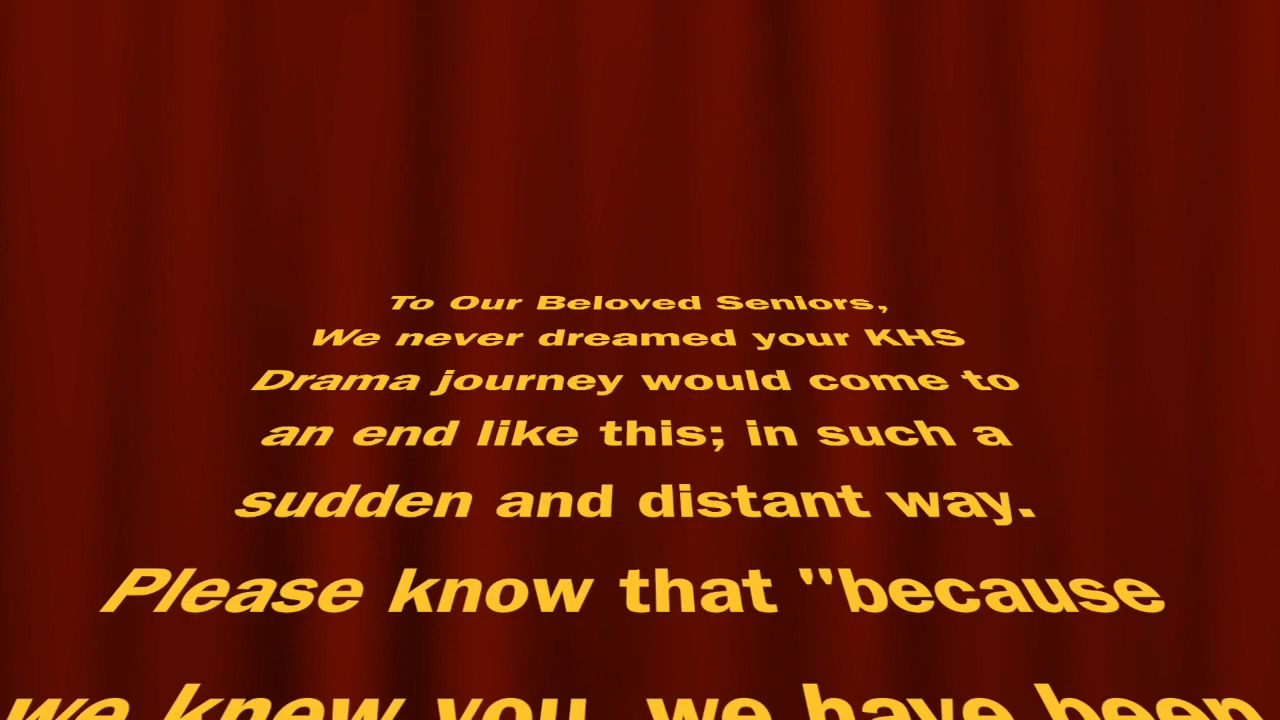 To Our Beloved Seniors,
We never dreamed your KHS
Drama journey would come to
an end like this; in such a
sudden and distant way.
Please know that "because
we knew you, we have been